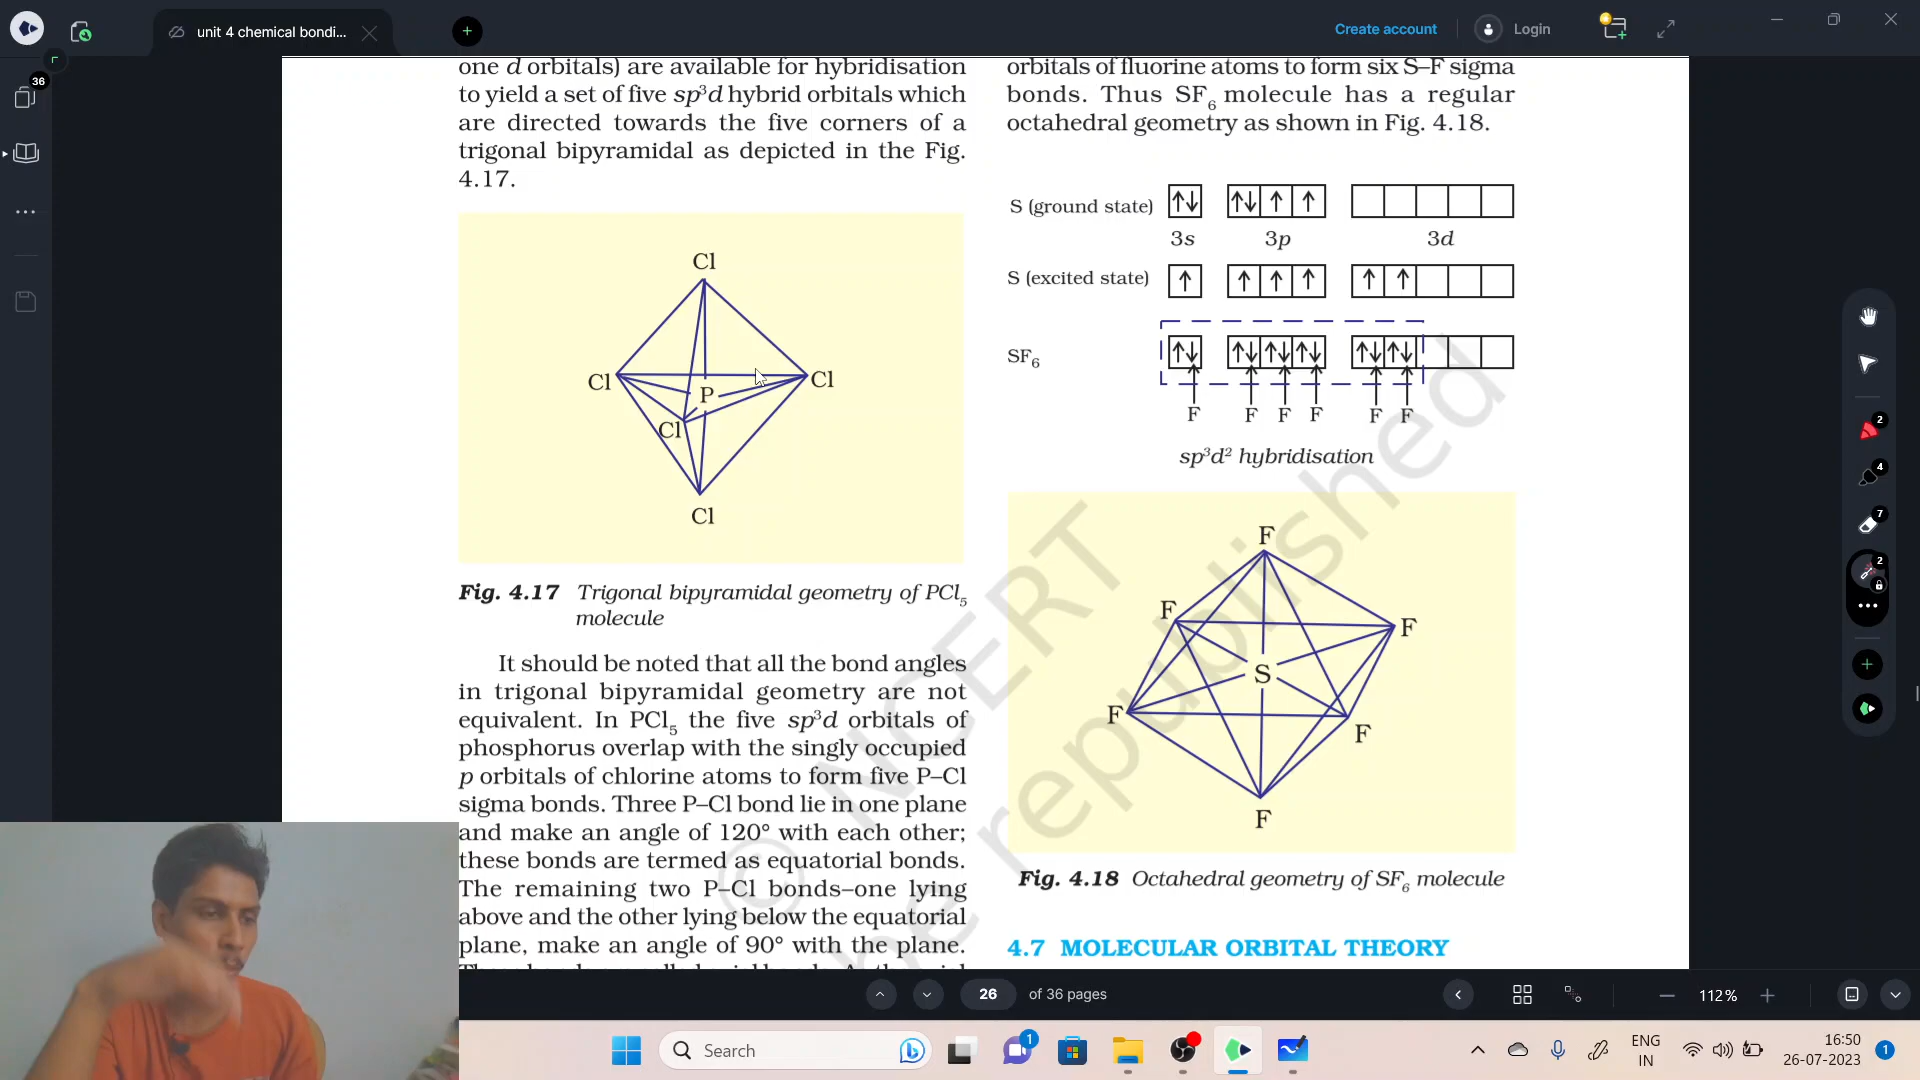 unit 4 chemical bondi...
Create account
Login
36
one d orbitals) are available for hybridisation
to yield a set of five sp³d hybrid orbitals which
are directed towards the five corners of a
trigonal bipyramidal as depicted in the Fig.
4.17.
Cl
Cl
Cl
P
Cl
Cl
Fig. 4.17 Trigonal bipyramidal geometry of PCl₅
molecule
It should be noted that all the bond angles
in trigonal bipyramidal geometry are not
equivalent. In PCl₅ the five sp³d orbitals of
phosphorus overlap with the singly occupied
p orbitals of chlorine atoms to form five P–Cl
sigma bonds. Three P–Cl bond lie in one plane
and make an angle of 120° with each other;
these bonds are termed as equatorial bonds.
The remaining two P–Cl bonds–one lying
above and the other lying below the equatorial
plane, make an angle of 90° with the plane.
orbitals of fluorine atoms to form six S–F sigma
bonds. Thus SF₆ molecule has a regular
octahedral geometry as shown in Fig. 4.18.
S (ground state)
3s 3p 3d
S (excited state)
SF₆
F F F F F F
sp³d² hybridisation
F
F
F
S
F
F
F
Fig. 4.18 Octahedral geometry of SF₆ molecule
4.7 MOLECULAR ORBITAL THEORY
© NCERT
be republished
2
4
7
2
26 of 36 pages
112%
Search
1
ENG
IN
16:50
26-07-2023
1